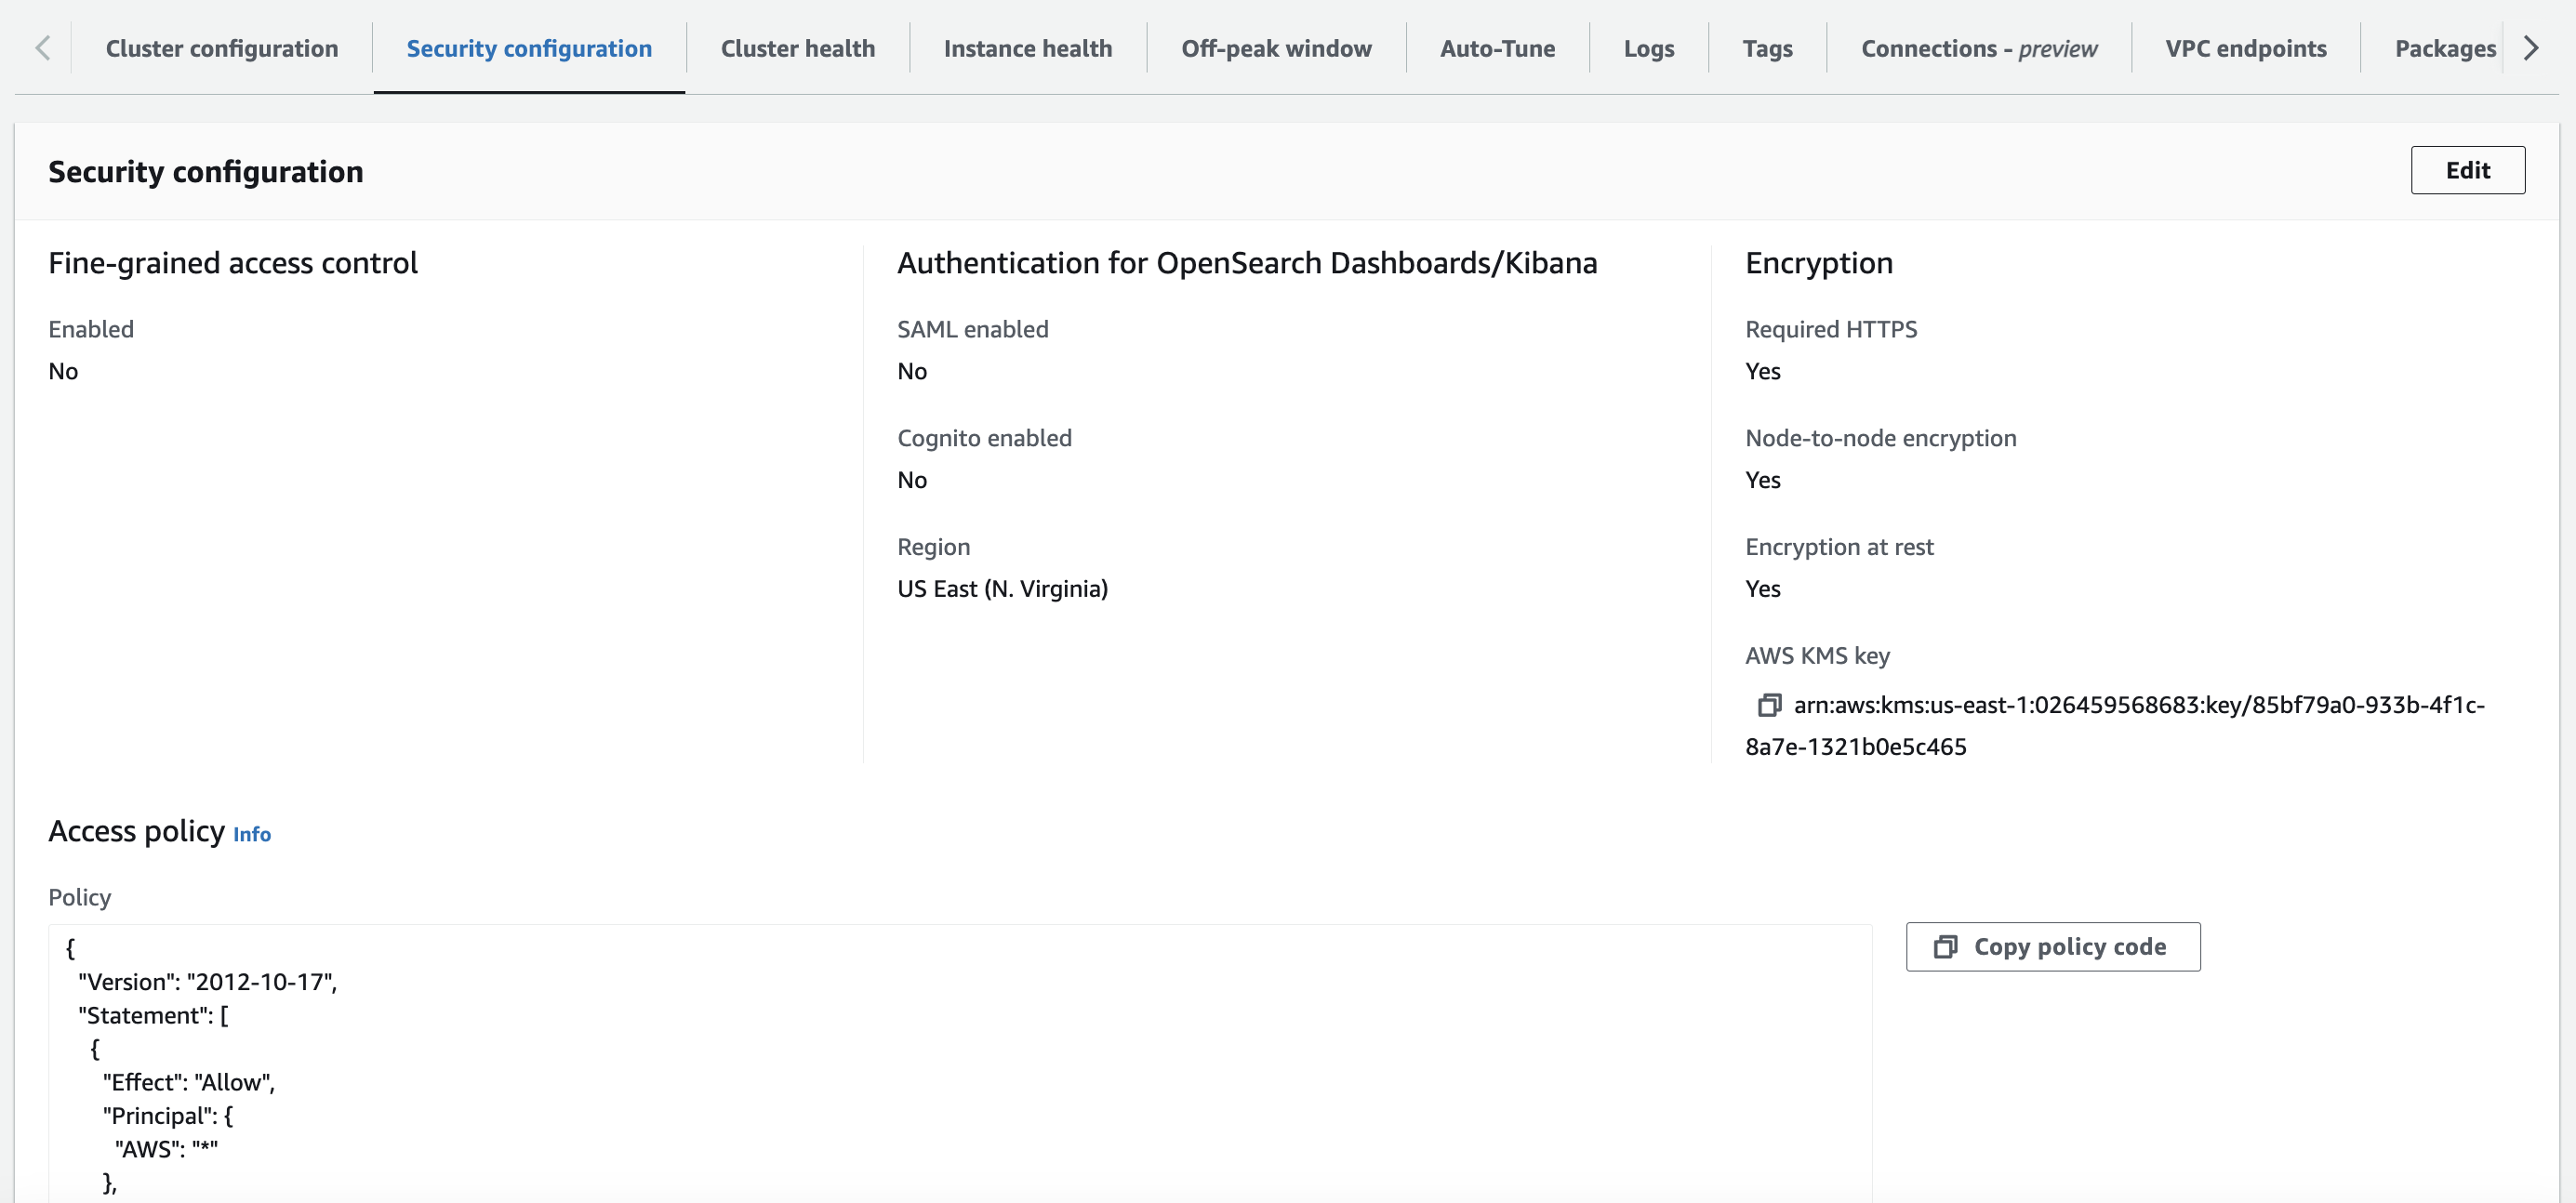 Cluster configuration
Security configuration
Cluster health
Instance health
Off-peak window
Auto-Tune
Logs
Tags
Connections - preview
VPC endpoints
Packages
Security configuration
Edit
Fine-grained access control
Enabled
No
Authentication for OpenSearch Dashboards/Kibana
SAML enabled
No
Cognito enabled
No
Region
US East (N. Virginia)
Encryption
Required HTTPS
Yes
Node-to-node encryption
Yes
Encryption at rest
Yes
AWS KMS key
arn:aws:kms:us-east-1:026459568683:key/85bf79a0-933b-4f1c-
8a7e-1321b0e5c465
Access policy Info
Policy
{
"Version": "2012-10-17",
"Statement": [
{
"Effect": "Allow",
"Principal": {
"AWS": "*"
},
Copy policy code